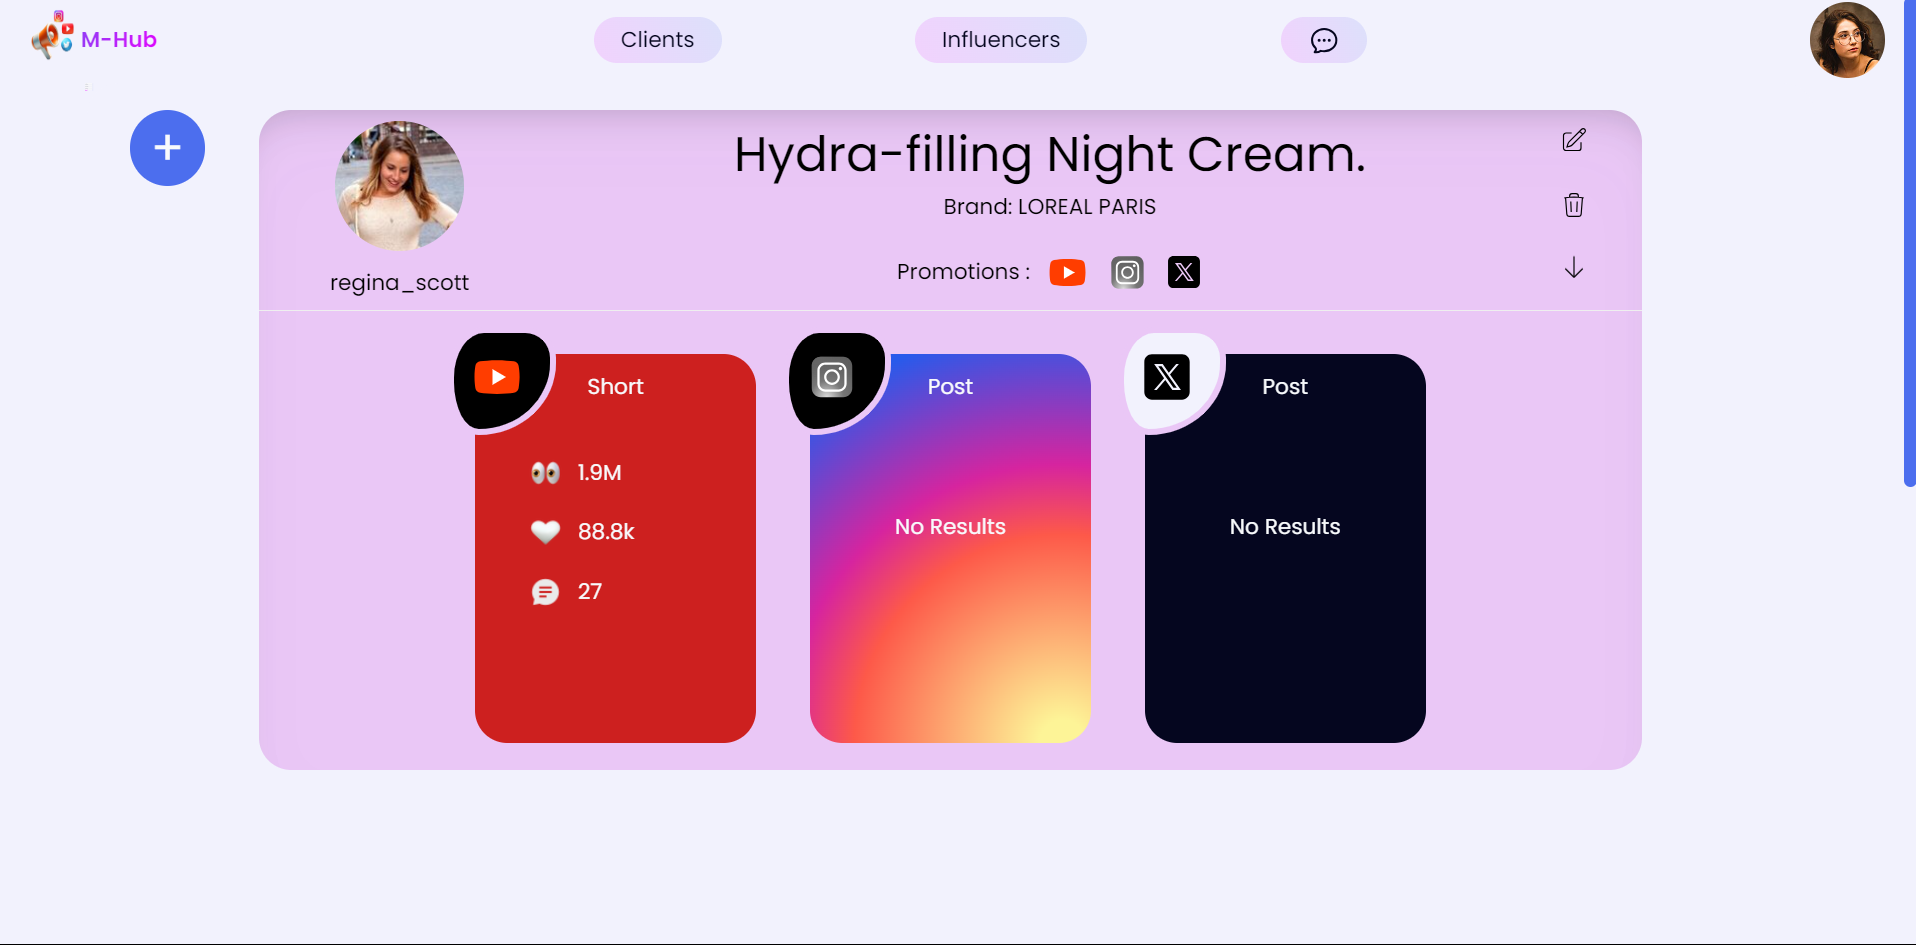 M-Hub
Clients
Influencers
Hydra-filling Night Cream.
Brand: LOREAL PARIS
regina_scott
Promotions :
Short
1.9M
88.8k
27
Post
No Results
Post
No Results